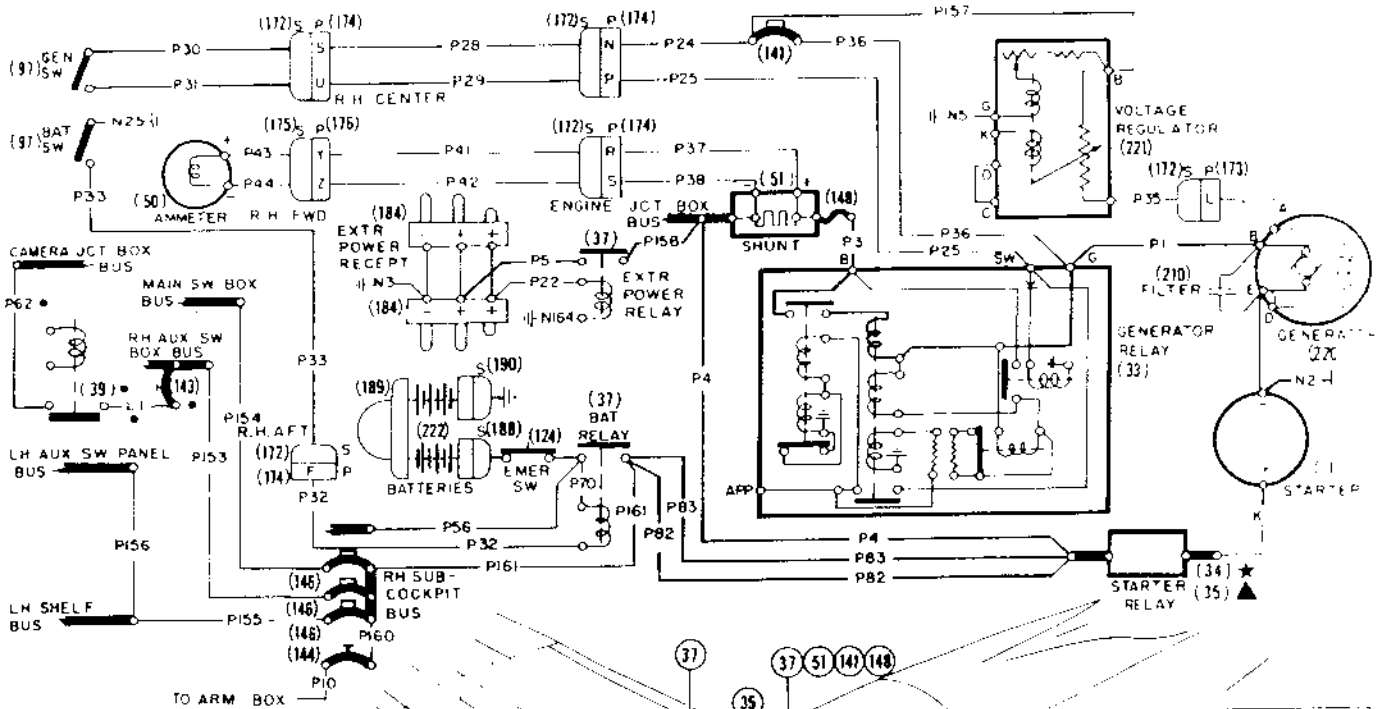 P157
(172) S P (174)
(172) S P (174)
GEN SW
(97)
P30
S
P28
N
P24
(141)
P36
P31
U
P29
P
P25
R.H CENTER
B
VOLTAGE REGULATOR
(221)
G
N5
K
D
C
BAT SW
(97)
N25
(175) S P (176)
(172) S P (174)
+
P43
Y
P41
R
P37
P44
Z
P42
S
P38
-
(50)
AMMETER
R H FWD
ENGINE
JCT BOX BUS
- (51) +
(148)
SHUNT
P3
(172) S P (173)
P35
L
A
P33
(184)
EXTR POWER RECEPT
- + +
(37)
P158
P5
P22
N3
(184)
- + +
N164
EXTR POWER RELAY
P36
P25
B
SW
G
P1
B
(210)
FILTER
E
D
GENERATOR RELAY
(33)
CAMERA JCT BOX BUS
P62
MAIN SW BOX BUS
RH AUX SW BOX BUS
(39)
(143)
P33
P4
N2
STARTER
K
P154
P153
R.H. AFT
(172)
F
S
P
(174)
P32
(189)
S (190)
(222)
S (188)
(124)
BATTERIES
EMER SW
(37)
BAT RELAY
P70
P161
P83
P82
APP
LH AUX SW PANEL BUS
P56
P32
P161
P4
P83
P82
STARTER RELAY
(34) ★
(35) ▲
P156
LH SHELF BUS
P155
(146)
(146)
(146)
(144)
RH SUB-COCKPIT BUS
P160
P10
TO ARM BOX
37
37 51 141 148
35